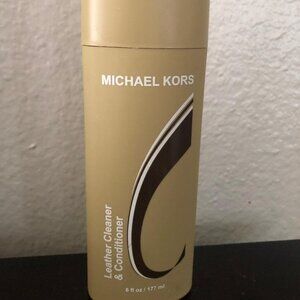 MICHAEL KORS
Leather Cleaner
& Conditioner
6 fl oz / 177 ml